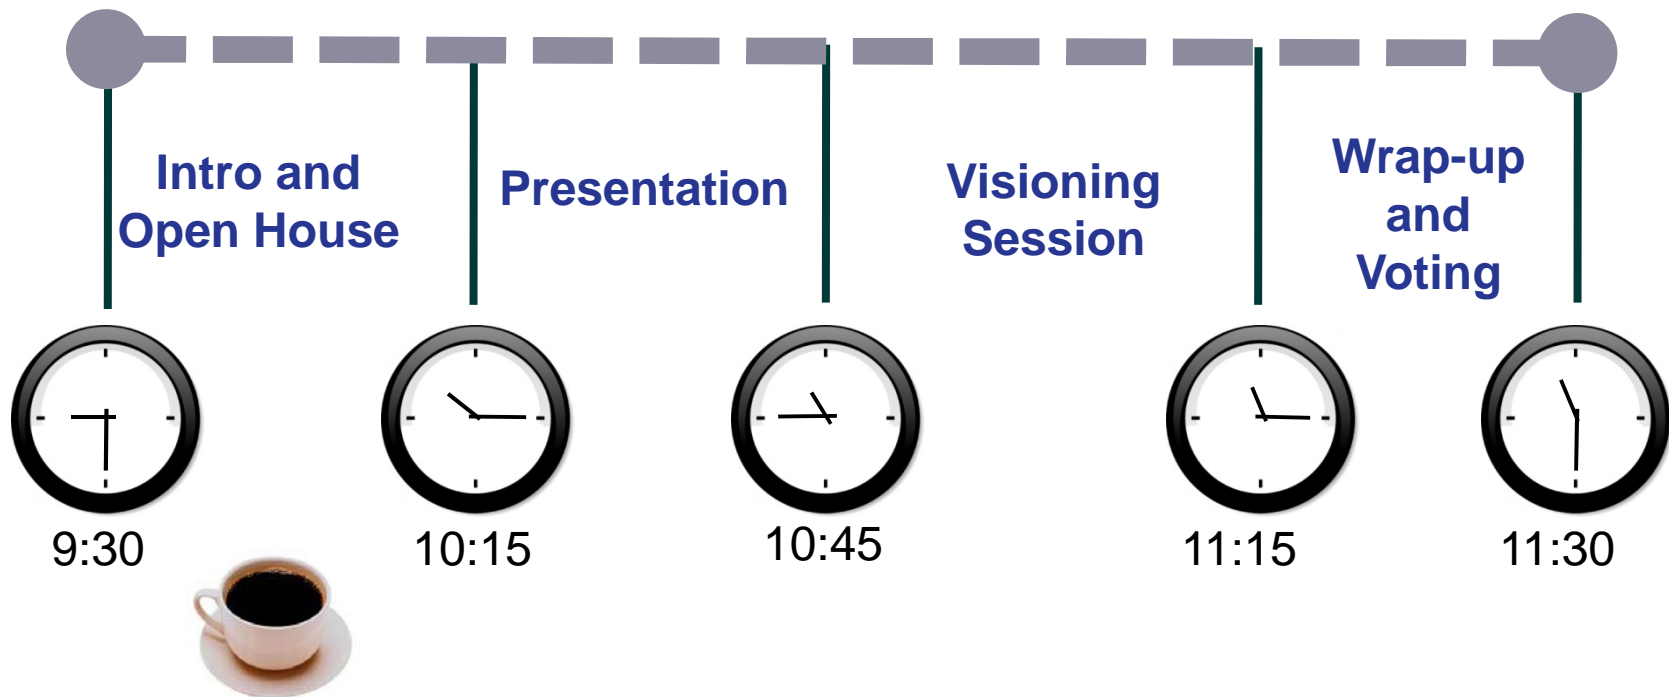 Intro and
Open House
Presentation
Visioning
Session
Wrap-up
and
Voting
9:30
10:15
10:45
11:15
11:30